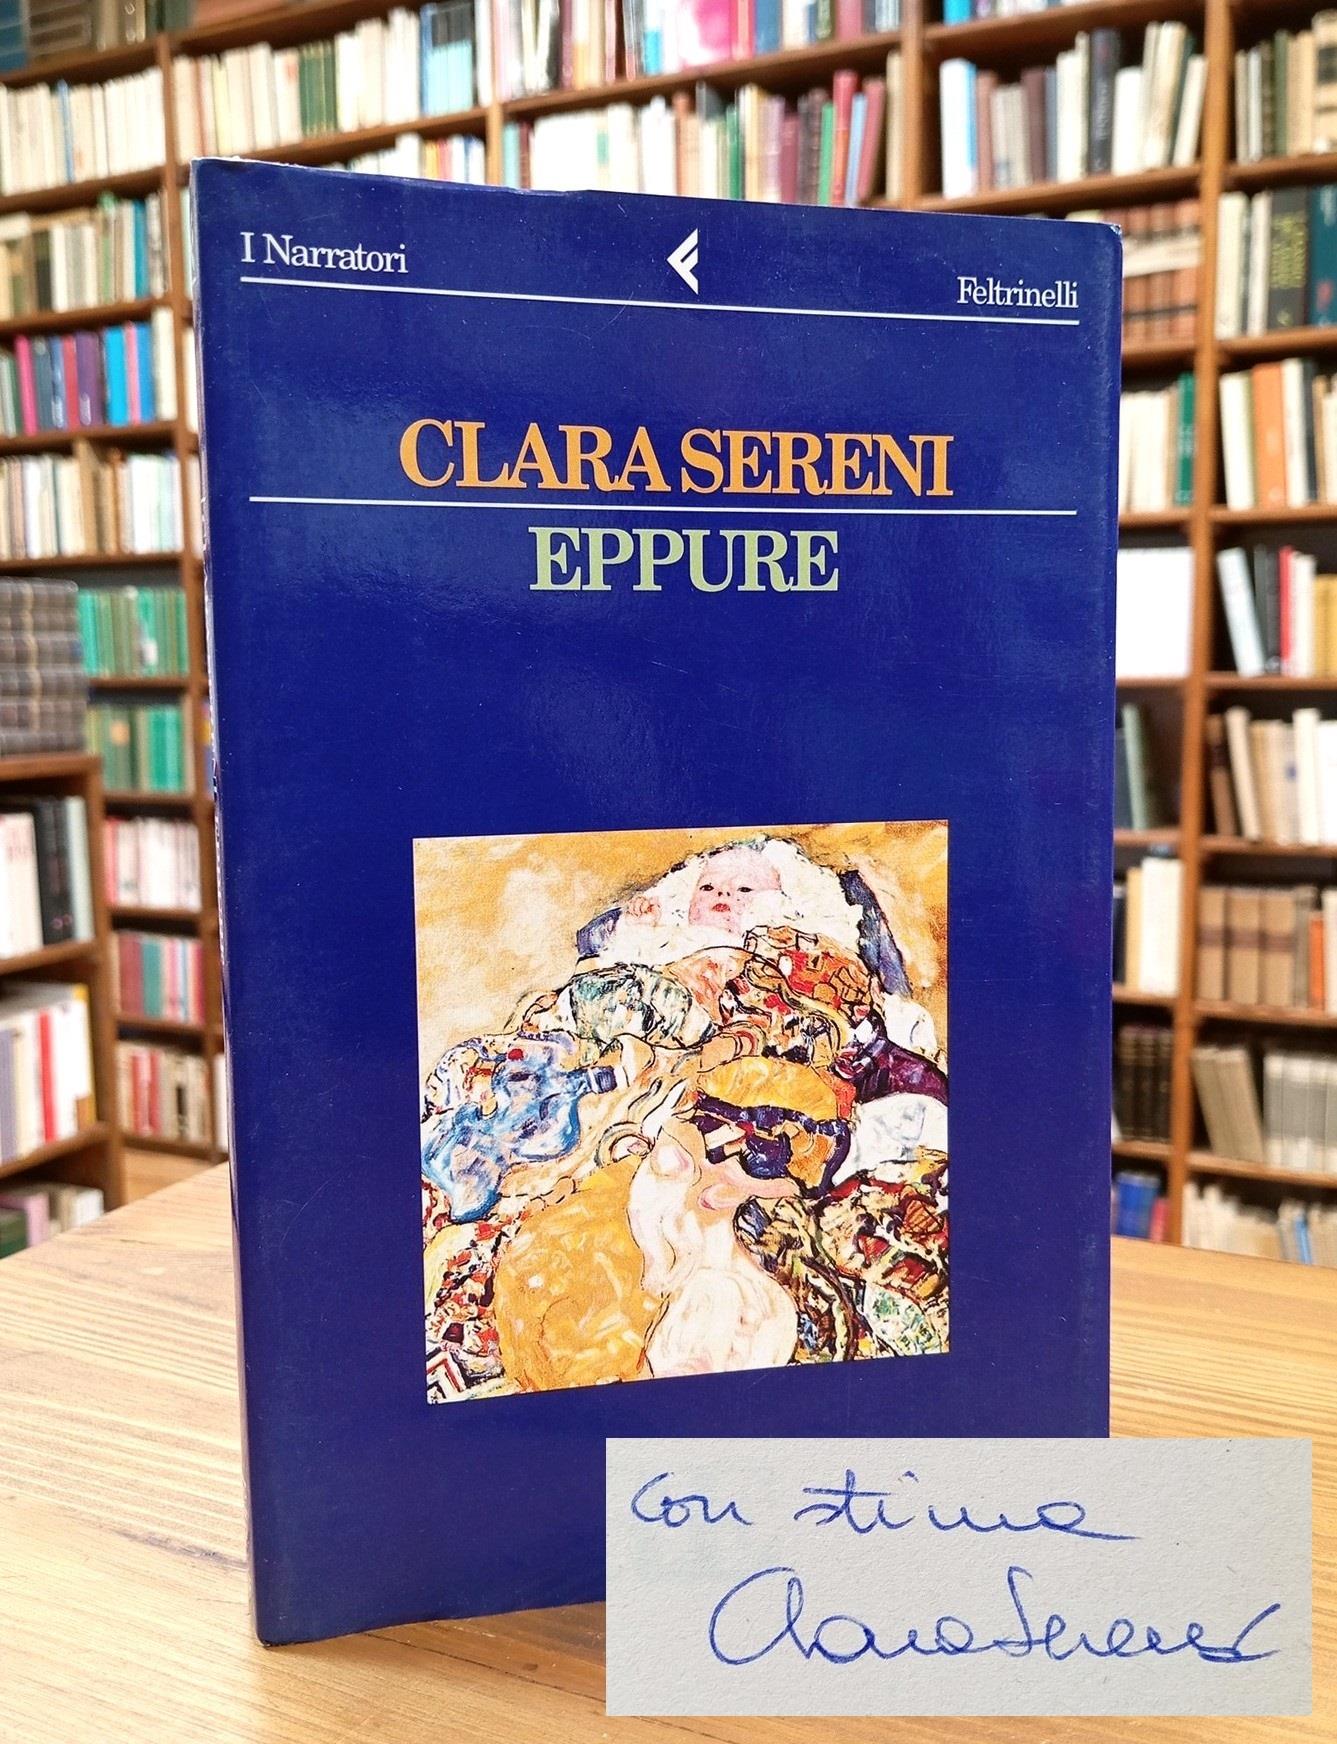 I Narratori
Feltrinelli
CLARA SERENI
EPPURE
con stima
Clara Sereni